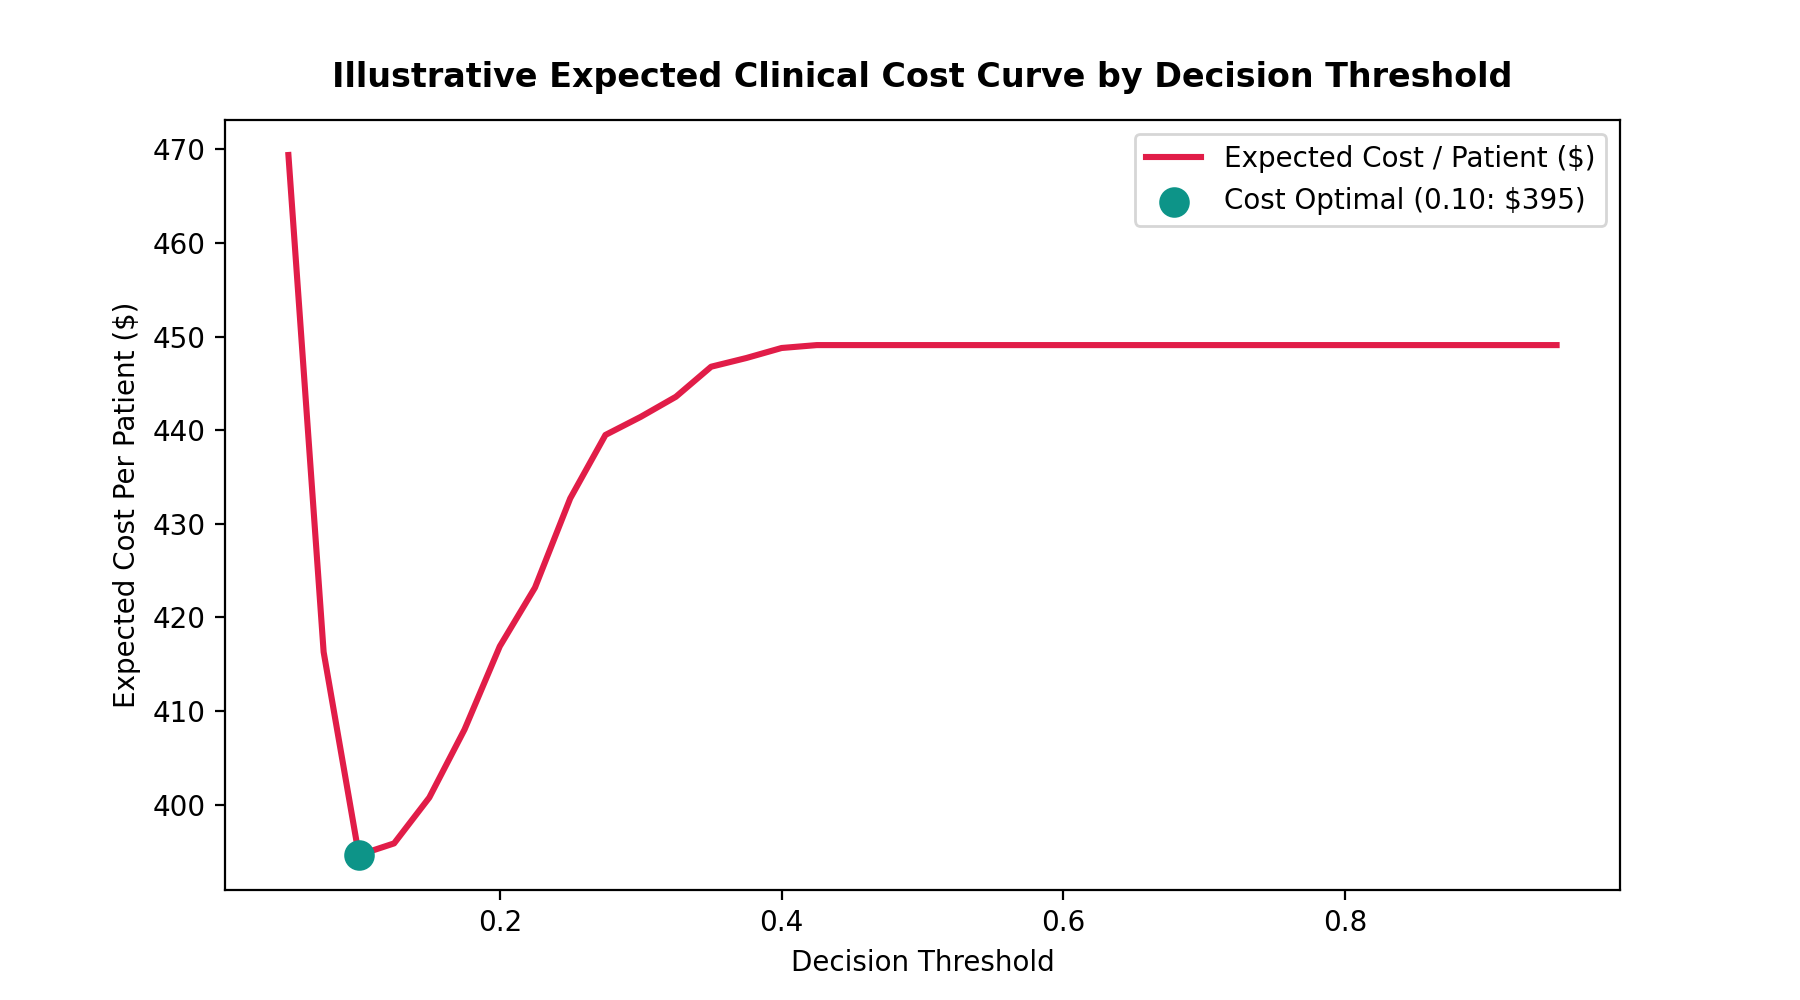 Illustrative Expected Clinical Cost Curve by Decision Threshold
Expected Cost / Patient ($)
Cost Optimal (0.10: $395)
Expected Cost Per Patient ($)
470
460
450
440
430
420
410
400
0.2
0.4
0.6
0.8
Decision Threshold